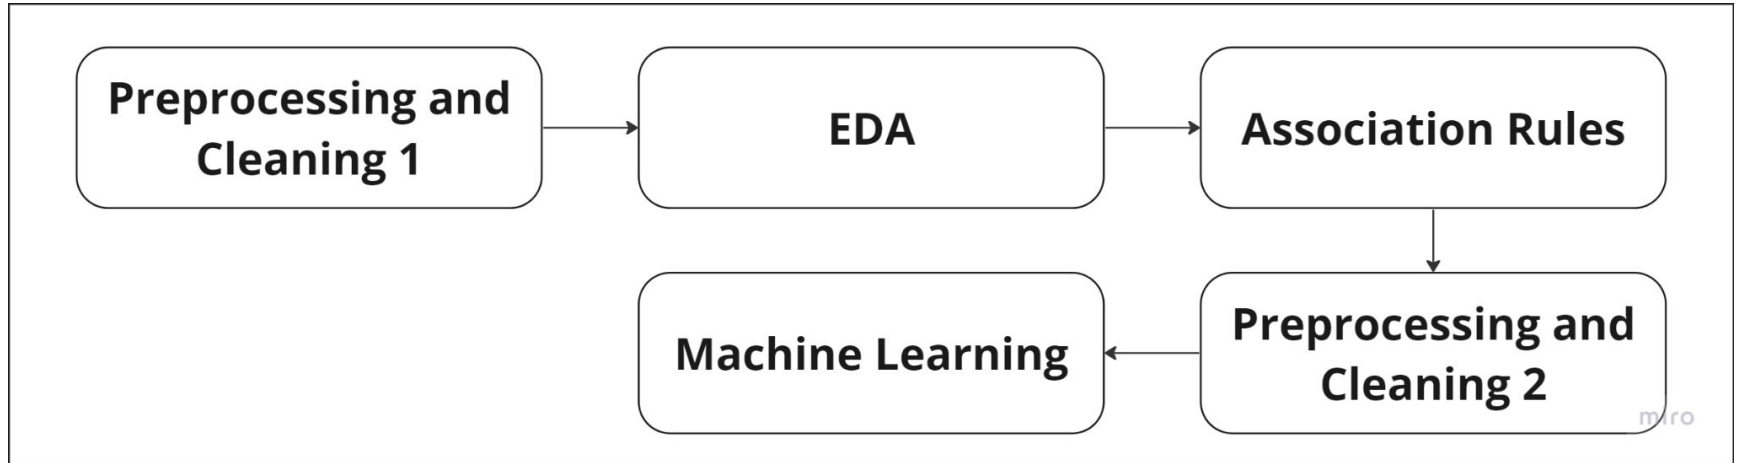 Preprocessing and
Cleaning 1
EDA
Association Rules
Preprocessing and
Cleaning 2
Machine Learning
miro